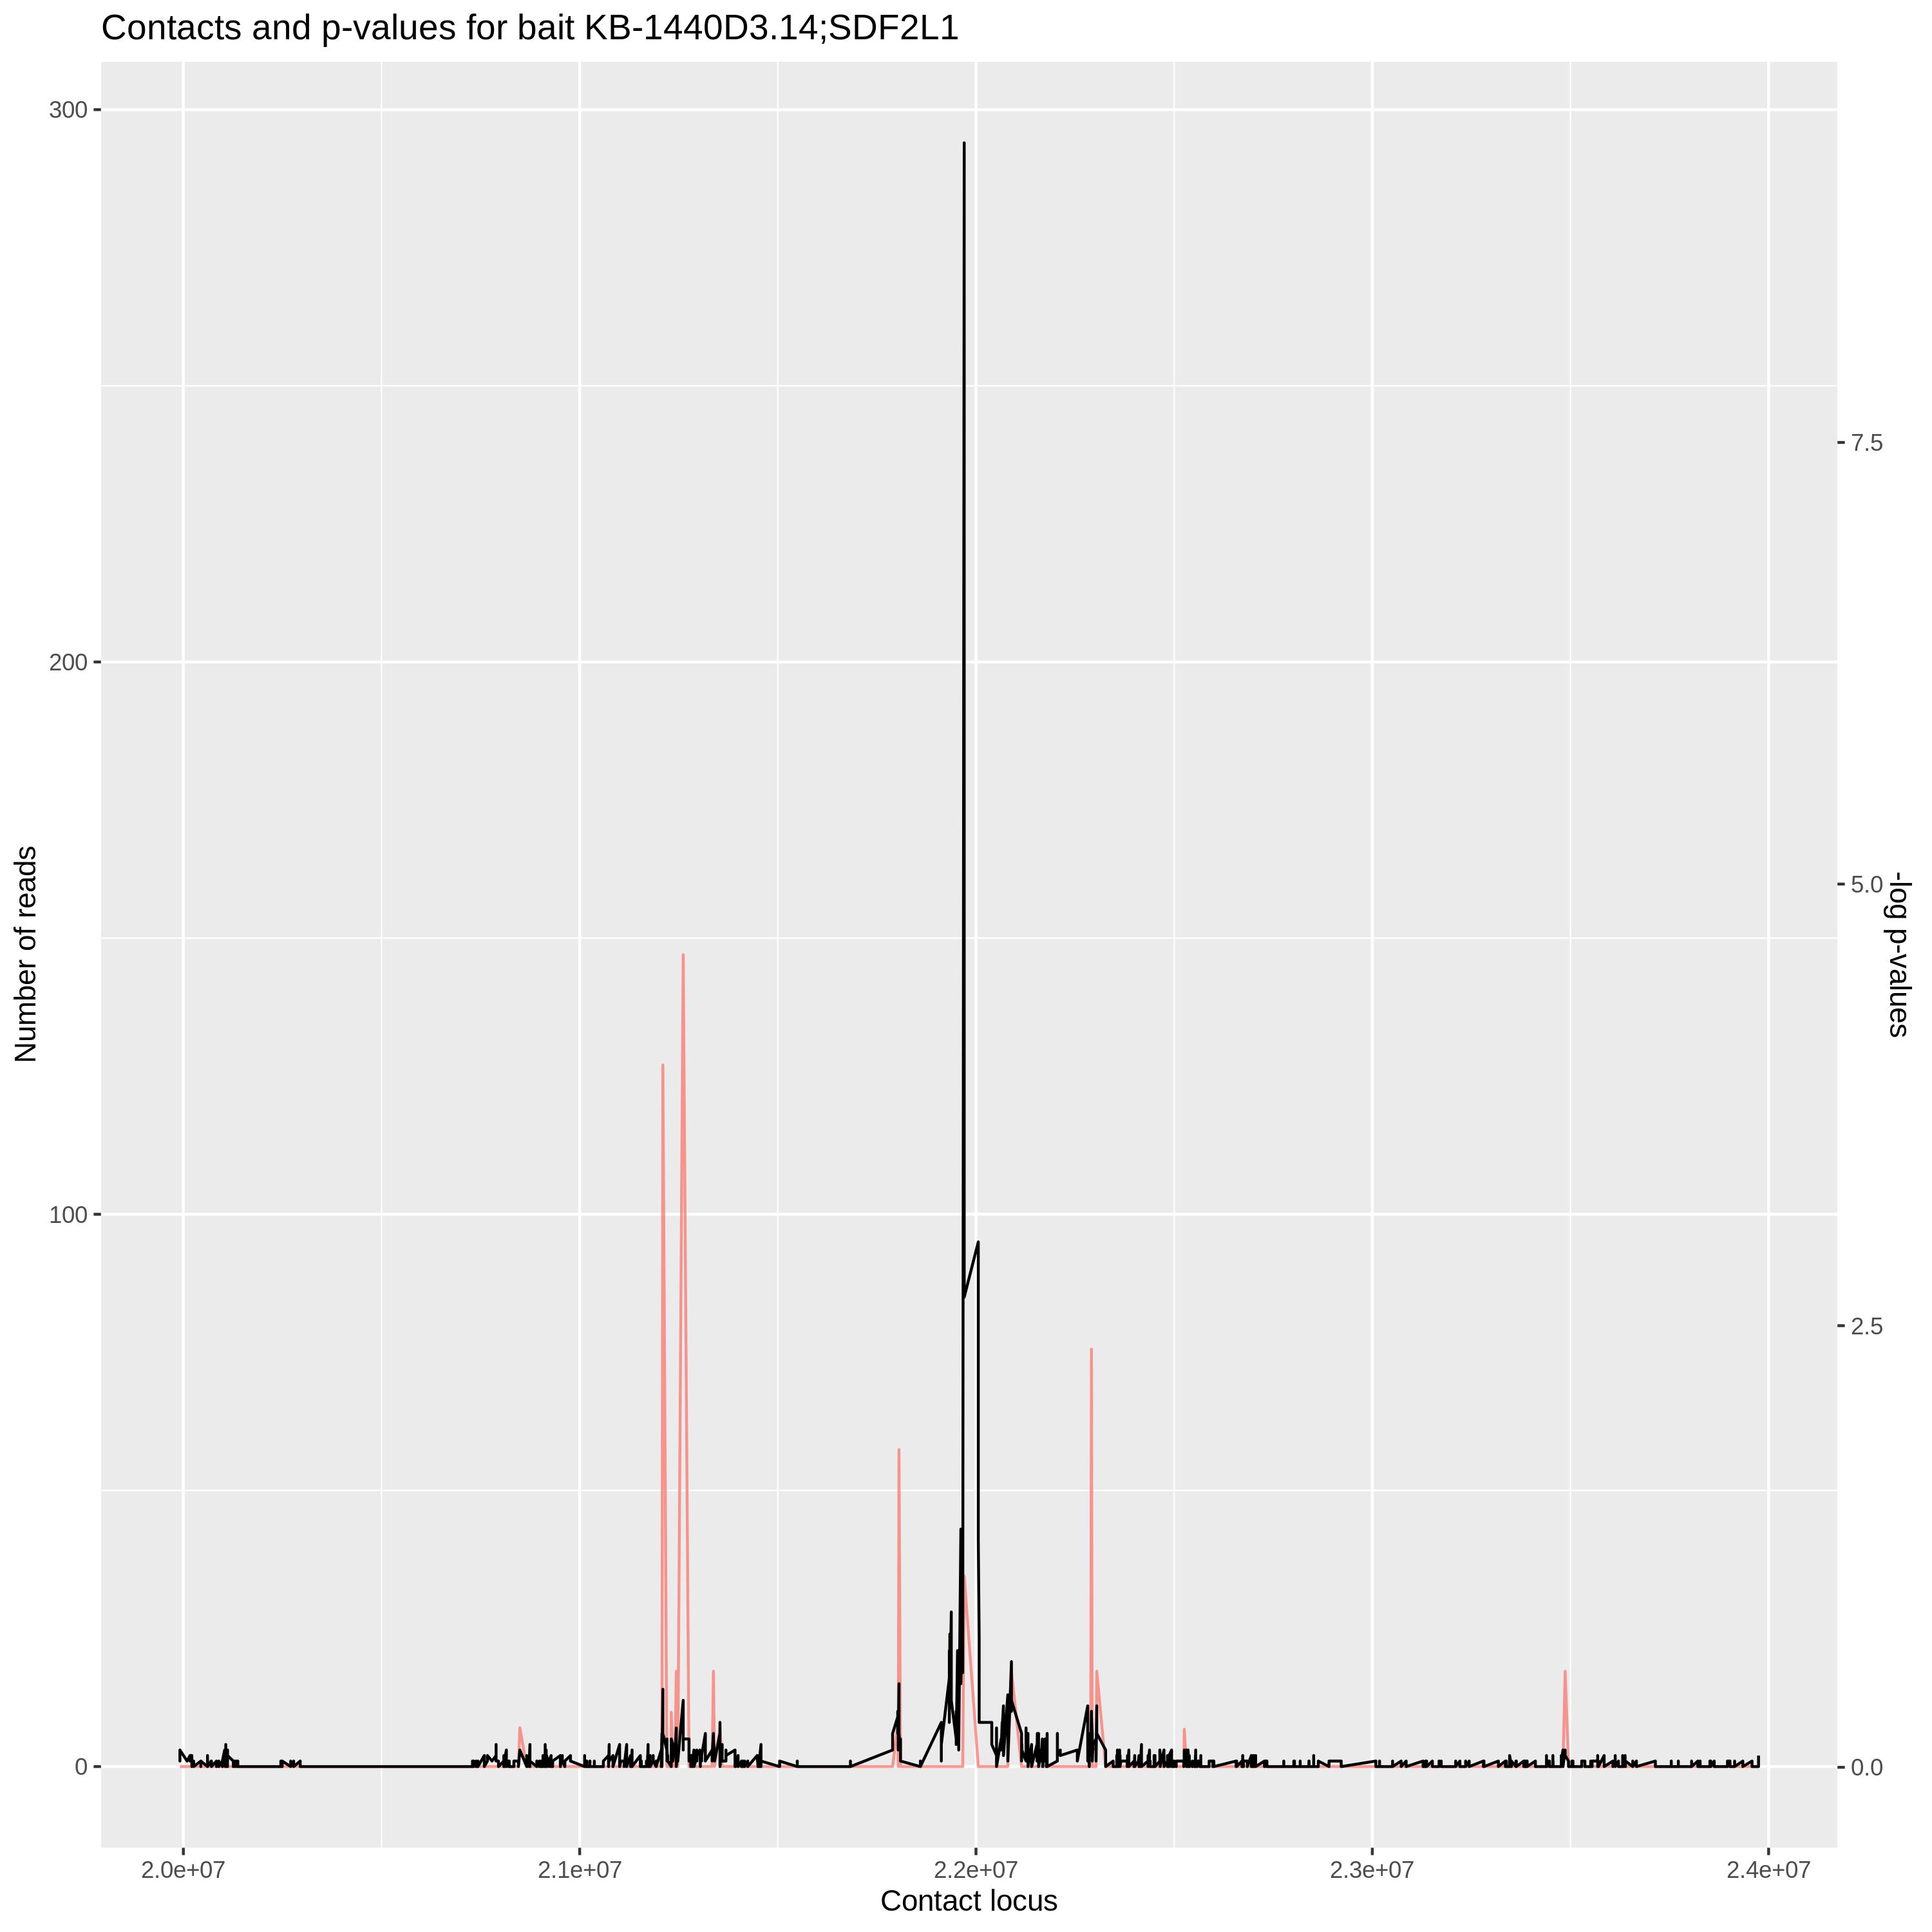 Contacts and p-values for bait KB-1440D3.14;SDF2L1
300
200
100
0
Number of reads
7.5
5.0
2.5
0.0
-log p-values
2.0e+07 2.1e+07 2.2e+07 2.3e+07 2.4e+07
Contact locus